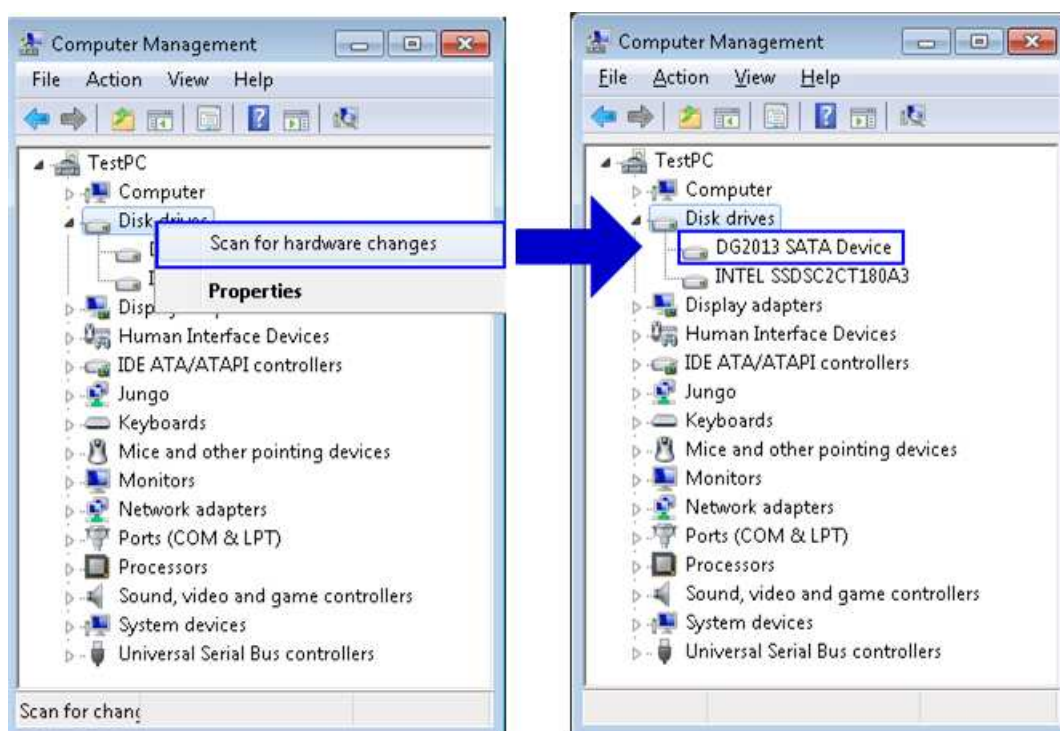 Computer Management
File Action View Help
TestPC
Computer
Disk drives
Scan for hardware changes
Properties
Human Interface Devices
IDE ATA/ATAPI controllers
Jungo
Keyboards
Mice and other pointing devices
Monitors
Network adapters
Ports (COM & LPT)
Processors
Sound, video and game controllers
System devices
Universal Serial Bus controllers
Scan for chang
Computer Management
File Action View Help
TestPC
Computer
Disk drives
DG2013 SATA Device
INTEL SSDSC2CT180A3
Display adapters
Human Interface Devices
IDE ATA/ATAPI controllers
Jungo
Keyboards
Mice and other pointing devices
Monitors
Network adapters
Ports (COM & LPT)
Processors
Sound, video and game controllers
System devices
Universal Serial Bus controllers